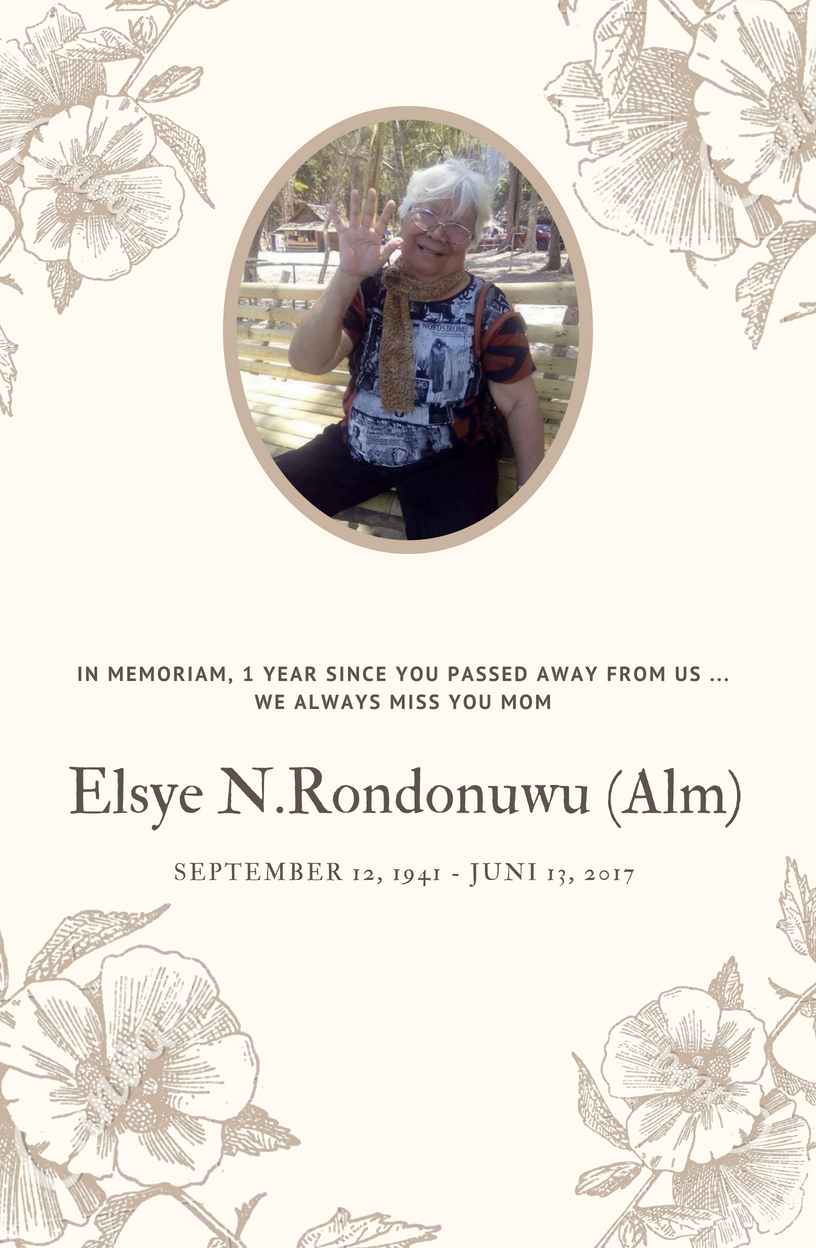 NORDSTROM
IN MEMORIAM, 1 YEAR SINCE YOU PASSED AWAY FROM US ...
WE ALWAYS MISS YOU MOM
Elsye N.Rondonuwu (Alm)
SEPTEMBER 12, 1941 - JUNI 13, 2017